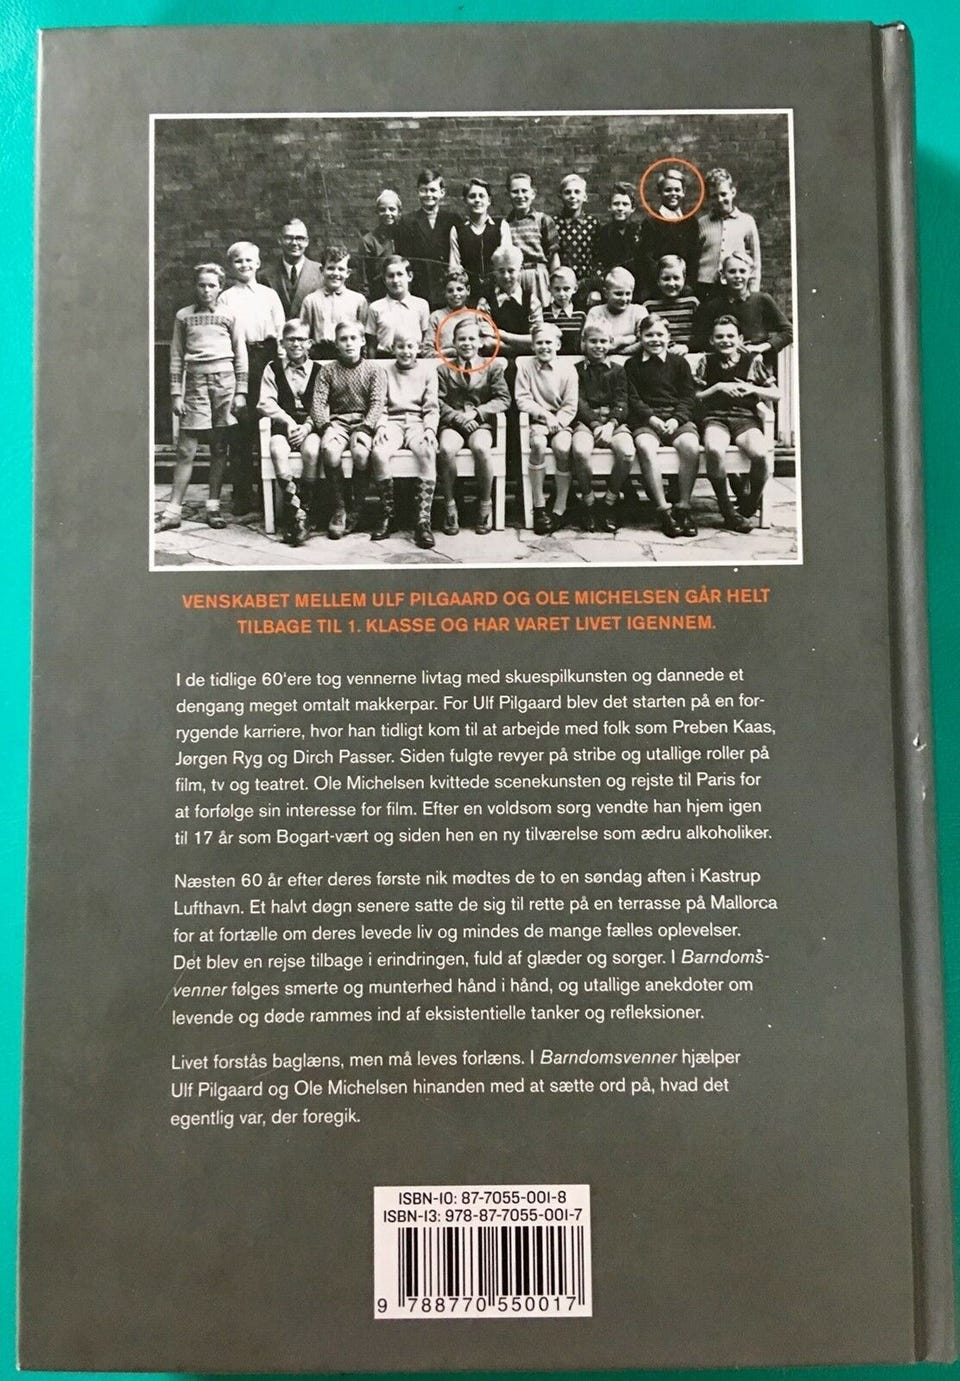 VENSKABET MELLEM ULF PILGAARD OG OLE MICHELSEN GÅR HELT
TILBAGE TIL 1. KLASSE OG HAR VARET LIVET IGENNEM.
I de tidlige 60'ere tog vennerne livtag med skuespilkunsten og dannede et
dengang meget omtalt makkerpar. For Ulf Pilgaard blev det starten på en for-
rygende karriere, hvor han tidligt kom til at arbejde med folk som Preben Kaas,
Jørgen Ryg og Dirch Passer. Siden fulgte revyer på stribe og utallige roller på
film, tv og teatret. Ole Michelsen kvittede scenekunsten og rejste til Paris for
at forfølge sin interesse for film. Efter en voldsom sorg vendte han hjem igen
til 17 år som Bogart-vært og siden hen en ny tilværelse som ædru alkoholiker.
Næsten 60 år efter deres første nik mødtes de to en søndag aften i Kastrup
Lufthavn. Et halvt døgn senere satte de sig til rette på en terrasse på Mallorca
for at fortælle om deres levede liv og mindes de mange fælles oplevelser.
Det blev en rejse tilbage i erindringen, fuld af glæder og sorger. I Barndoms-
venner følges smerte og munterhed hånd i hånd, og utallige anekdoter om
levende og døde rammes ind af eksistentielle tanker og refleksioner.
Livet forstås baglæns, men må leves forlæns. I Barndomsvenner hjælper
Ulf Pilgaard og Ole Michelsen hinanden med at sætte ord på, hvad det
egentlig var, der foregik.
ISBN-10: 87-7055-001-8
ISBN-13: 978-87-7055-001-7
9 788770 550017